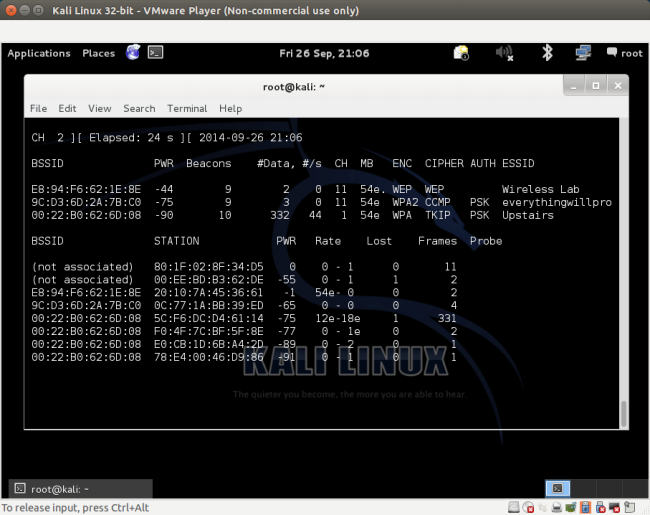 Kali Linux 32-bit - VMware Player (Non-commercial use only)
Applications Places Fri 26 Sep, 21:06 root
root@kali: ~
File Edit View Search Terminal Help
CH 2 ][ Elapsed: 24 s ][ 2014-09-26 21:06
BSSID PWR Beacons #Data, #/s CH MB ENC CIPHER AUTH ESSID
E8:94:F6:62:1E:8E -44 9 2 0 11 54e. WEP WEP Wireless Lab
9C:D3:6D:2A:7B:C0 -75 9 3 0 11 54e WPA2 CCMP PSK everythingwillpro
00:22:B0:62:6D:08 -90 10 332 44 1 54e WPA TKIP PSK Upstairs
BSSID STATION PWR Rate Lost Frames Probe
(not associated) 80:1F:02:8F:34:D5 0 0 - 1 0 11
(not associated) 00:EE:BD:B3:62:DE -55 0 - 1 1 2
E8:94:F6:62:1E:8E 20:10:7A:45:36:61 -1 54e- 0 0 2
9C:D3:6D:2A:7B:C0 0C:77:1A:BB:39:ED -65 0 - 0 0 4
00:22:B0:62:6D:08 5C:F6:DC:D4:61:14 -75 12e-18e 1 331
00:22:B0:62:6D:08 F0:4F:7C:BF:5F:8E -77 0 - 1e 0 2
00:22:B0:62:6D:08 E0:CB:1D:6B:A4:2D -89 0 - 2 0 1
00:22:B0:62:6D:08 78:E4:00:46:D9:86 -91 0 - 1 0 1
KALI LINUX
The quieter you become, the more you are able to hear.
root@kali: ~
To release input, press Ctrl+Alt